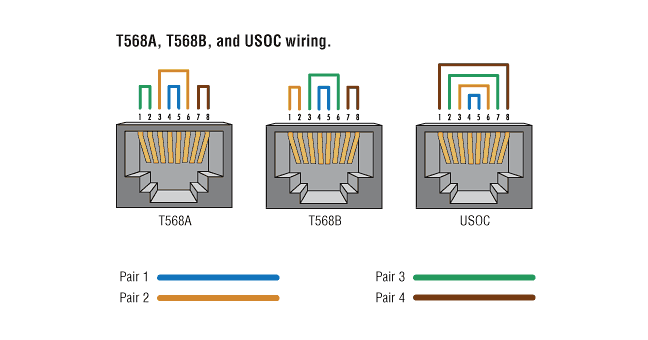 T568A, T568B, and USOC wiring.
1 2 3 4 5 6 7 8
1 2 3 4 5 6 7 8
1 2 3 4 5 6 7 8
T568A
T568B
USOC
Pair 1
Pair 3
Pair 2
Pair 4